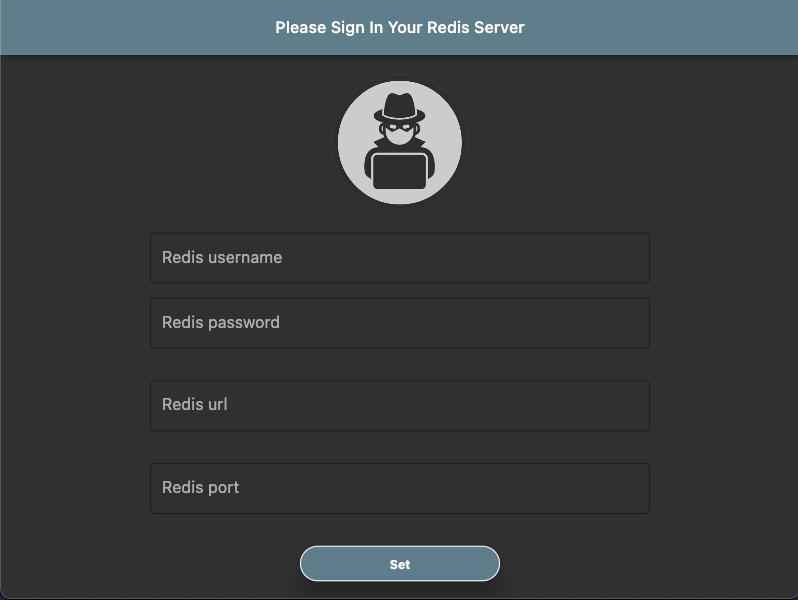 Please Sign In Your Redis Server
Redis username
Redis password
Redis url
Redis port
Set